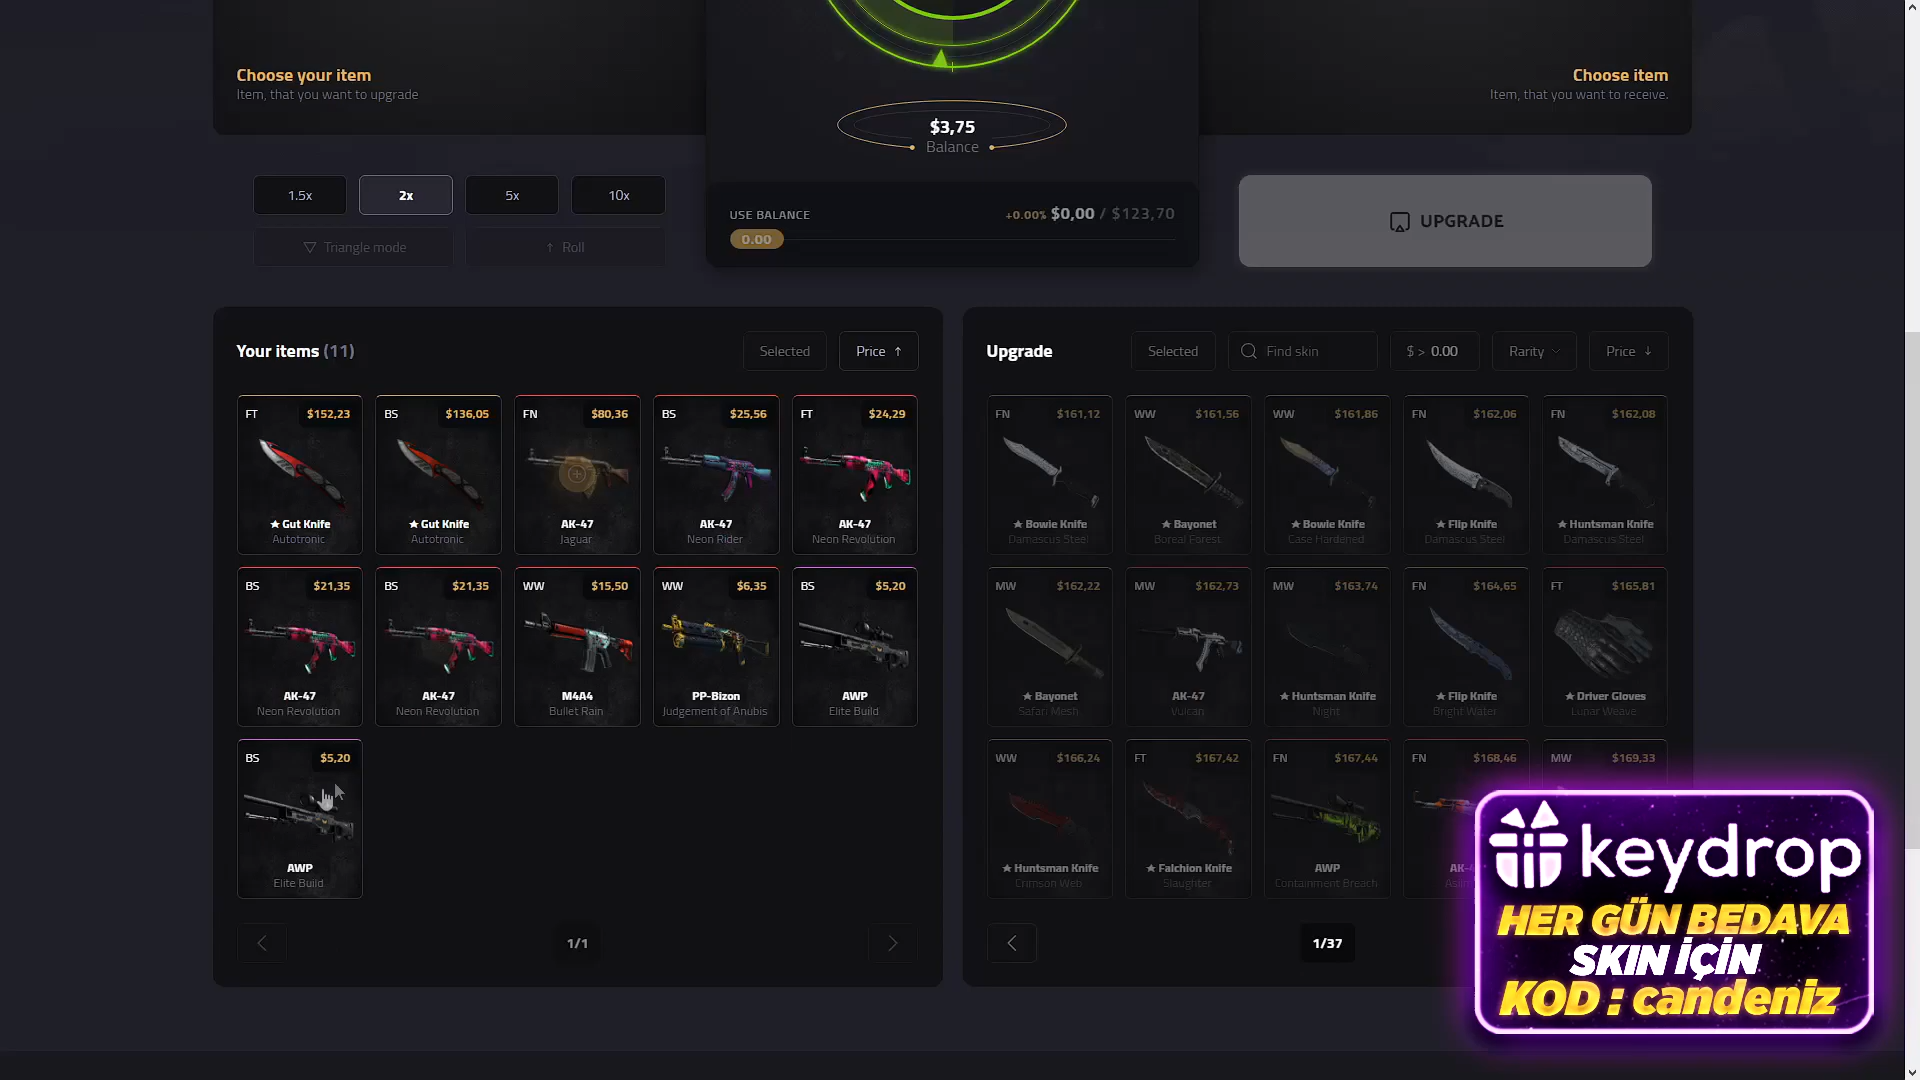 Choose your item
Item, that you want to upgrade
Choose item
Item, that you want to receive.
$3,75
Balance
1.5x
2x
5x
10x
Triangle mode
↑ Roll
USE BALANCE
+0.00% $0,00 / $123,70
0.00
UPGRADE
Your items (11)
Selected
Price ↑
FT $152,23
★ Gut Knife
Autotronic
BS $136,05
★ Gut Knife
Autotronic
FN $80,36
AK-47
Jaguar
BS $25,56
AK-47
Neon Rider
FT $24,29
AK-47
Neon Revolution
BS $21,35
AK-47
Neon Revolution
BS $21,35
AK-47
Neon Revolution
WW $15,50
M4A4
Bullet Rain
WW $6,35
PP-Bizon
Judgement of Anubis
BS $5,20
AWP
Elite Build
BS $5,20
AWP
Elite Build
1/1
Upgrade
Selected
Find skin
$ > 0.00
Rarity
Price ↓
FN $161,12
★ Bowie Knife
Damascus Steel
WW $161,56
★ Bayonet
Boreal Forest
WW $161,86
★ Bowie Knife
Case Hardened
FN $162,06
★ Flip Knife
Damascus Steel
FN $162,08
★ Huntsman Knife
Damascus Steel
MW $162,22
★ Bayonet
Safari Mesh
MW $162,73
AK-47
Vulcan
MW $163,74
★ Huntsman Knife
Night
FN $164,65
★ Flip Knife
Bright Water
FT $165,81
★ Driver Gloves
Lunar Weave
WW $166,24
★ Huntsman Knife
Crimson Web
FT $167,42
★ Falchion Knife
Slaughter
FN $167,44
AWP
Containment Breach
FN $168,46
MW $169,33
1/37
keydrop
HER GÜN BEDAVA
SKIN İÇİN
KOD : candeniz